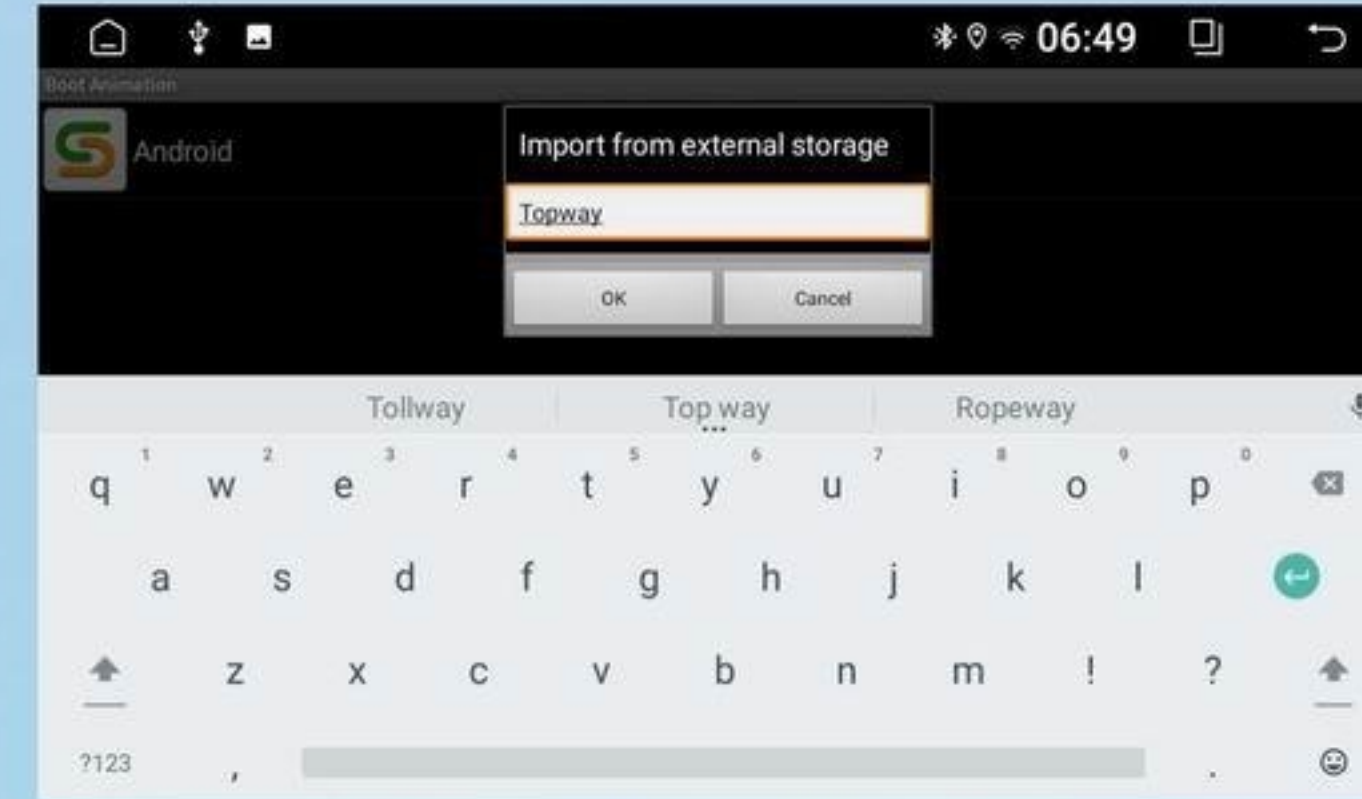 06:49
Boot Animation
Android
Import from external storage
Topway
OK
Cancel
Tollway
Top way
Ropeway
1 2 3 4 5 6 7 8 9 0
q w e r t y u i o p
a s d f g h j k l
z x c v b n m ! ?
?123 , .